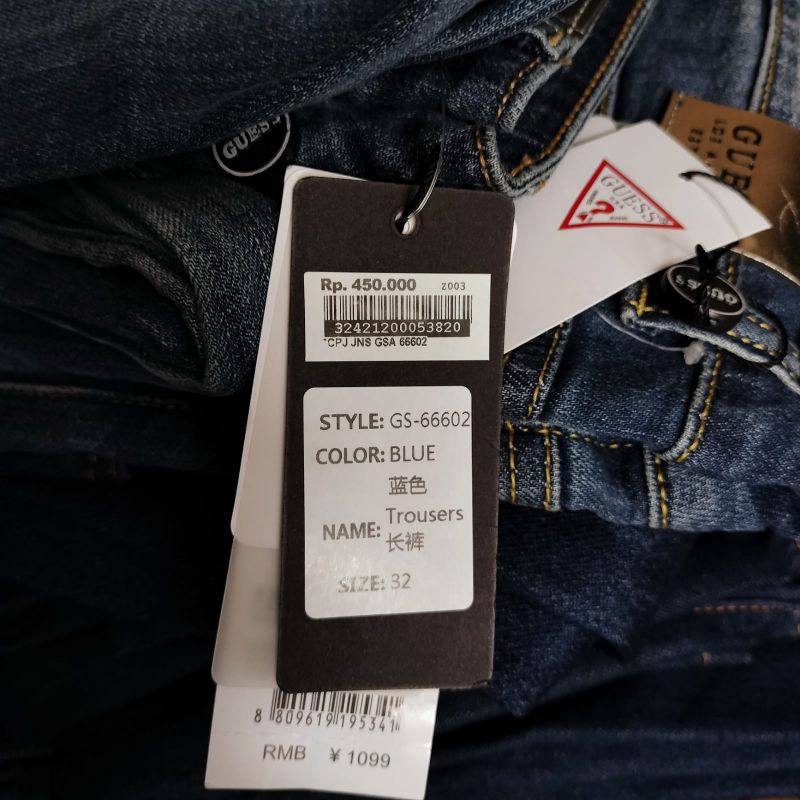 GUESS
GUESS
U.S.A.
?
GUESS
Rp. 450.000
Z003
32421200053820
*CPJ JNS GSA 66602
STYLE: GS-66602
COLOR: BLUE
蓝色
NAME: Trousers
长裤
SIZE: 32
8 809619 195341
RMB ¥ 1099